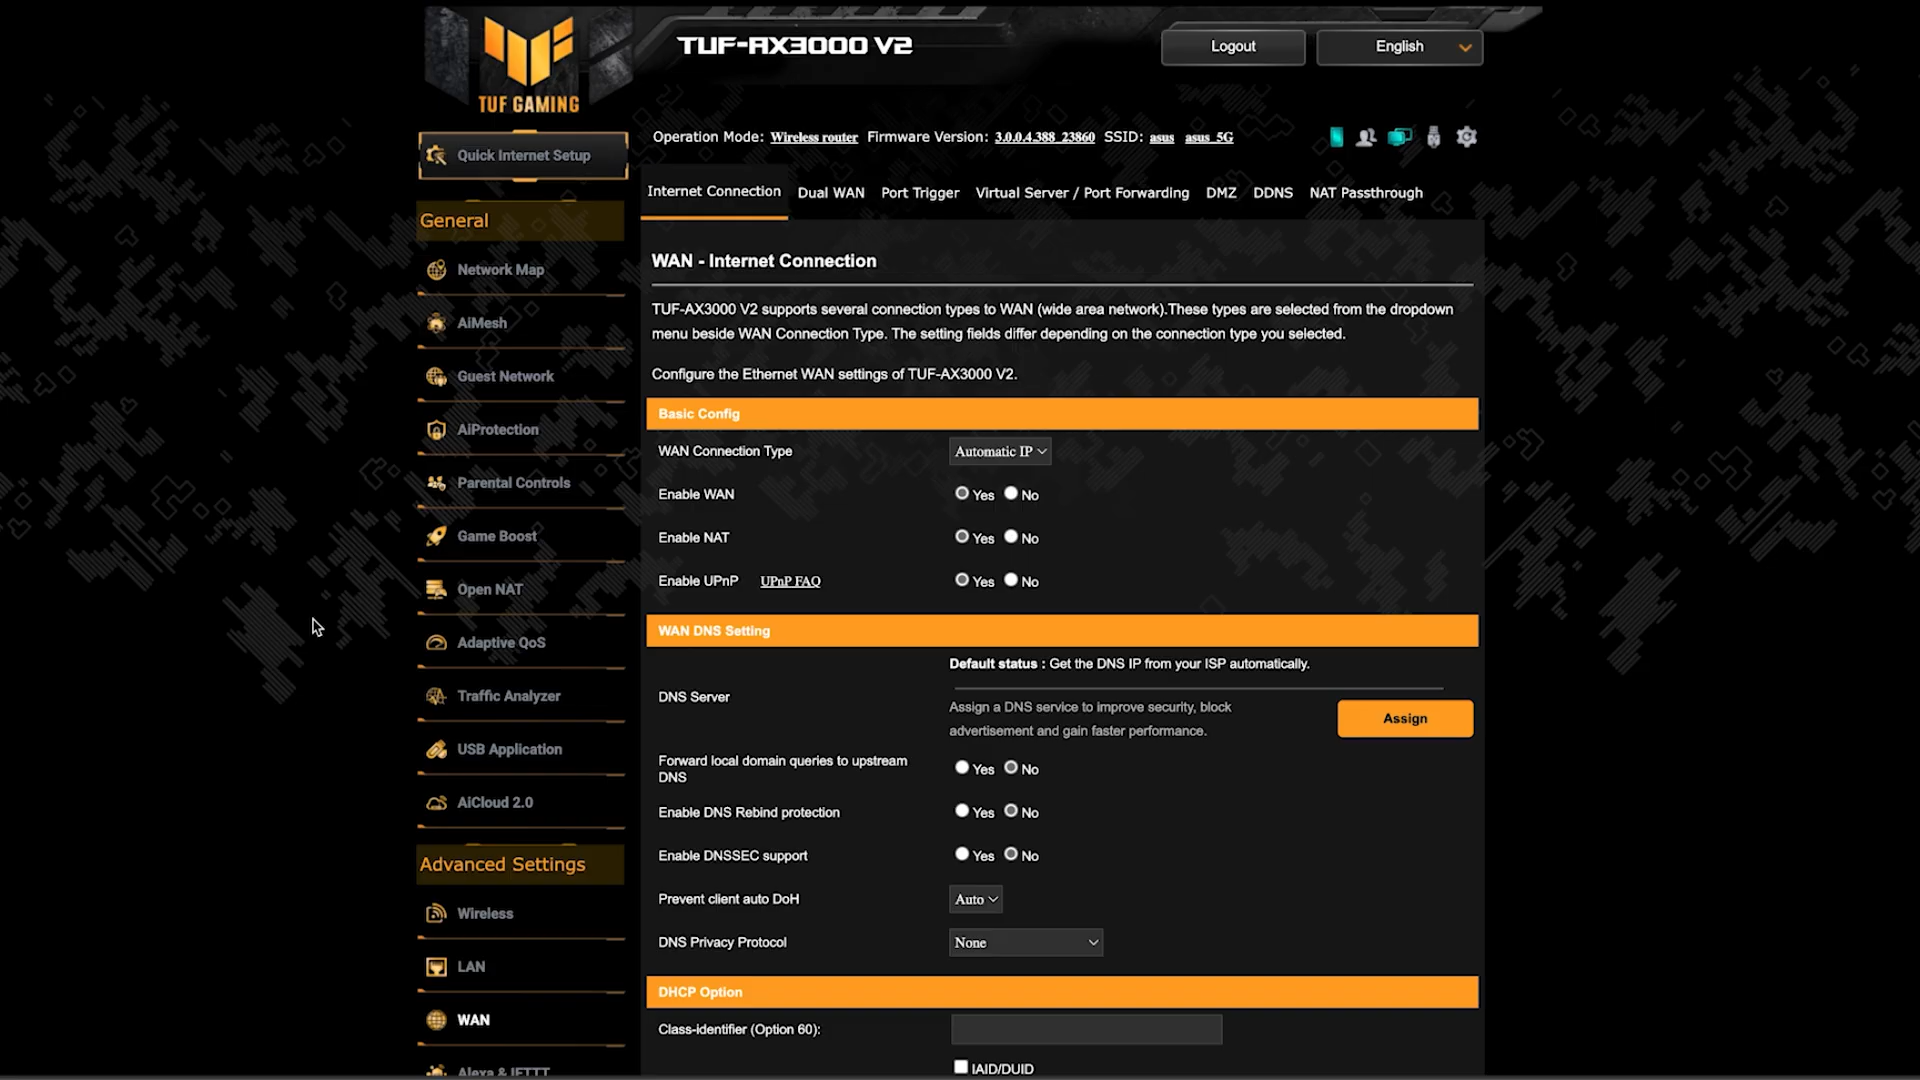 TUF GAMING
TUF-AX3000 V2
Logout
English
Quick Internet Setup
Operation Mode: Wireless router Firmware Version: 3.0.0.4.388_23860 SSID: asus asus_5G
General
Network Map
AiMesh
Guest Network
AiProtection
Parental Controls
Game Boost
Open NAT
Adaptive QoS
Traffic Analyzer
USB Application
AiCloud 2.0
Advanced Settings
Wireless
LAN
WAN
Alexa & IFTTT
Internet Connection Dual WAN Port Trigger Virtual Server / Port Forwarding DMZ DDNS NAT Passthrough
WAN - Internet Connection
TUF-AX3000 V2 supports several connection types to WAN (wide area network).These types are selected from the dropdown
menu beside WAN Connection Type. The setting fields differ depending on the connection type you selected.
Configure the Ethernet WAN settings of TUF-AX3000 V2.
Basic Config
WAN Connection Type Automatic IP
Enable WAN Yes No
Enable NAT Yes No
Enable UPnP UPnP FAQ Yes No
WAN DNS Setting
Default status : Get the DNS IP from your ISP automatically.
DNS Server
Assign a DNS service to improve security, block
advertisement and gain faster performance.
Assign
Forward local domain queries to upstream
DNS
Yes No
Enable DNS Rebind protection Yes No
Enable DNSSEC support Yes No
Prevent client auto DoH Auto
DNS Privacy Protocol None
DHCP Option
Class-identifier (Option 60):
IAID/DUID